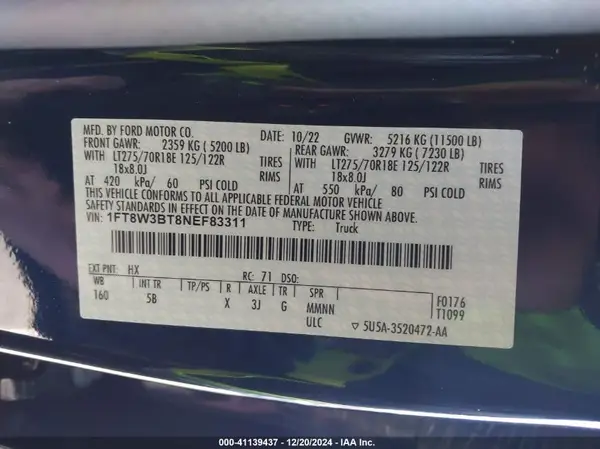 MFD. BY FORD MOTOR CO. DATE: 10/22 GVWR: 5216 KG (11500 LB)
FRONT GAWR: 2359 KG ( 5200 LB) REAR GAWR: 3279 KG ( 7230 LB)
WITH LT275/70R18E 125/122R TIRES WITH LT275/70R18E 125/122R TIRES
18x8.0J RIMS 18x8.0J RIMS
AT 420 kPa/ 60 PSI COLD AT 550 kPa/ 80 PSI COLD
THIS VEHICLE CONFORMS TO ALL APPLICABLE FEDERAL MOTOR VEHICLE
SAFETY STANDARDS IN EFFECT ON THE DATE OF MANUFACTURE SHOWN ABOVE.
VIN: 1FT8W3BT8NEF83311 TYPE: Truck
EXT PNT: HX RC: 71 DSO:
WB INT TR TP/PS R AXLE TR SPR F0176
160 5B X 3J G MMNN T1099
ULC ▽ 5U5A-3520472-AA
000-41139437 - 12/20/2024 - IAA Inc.